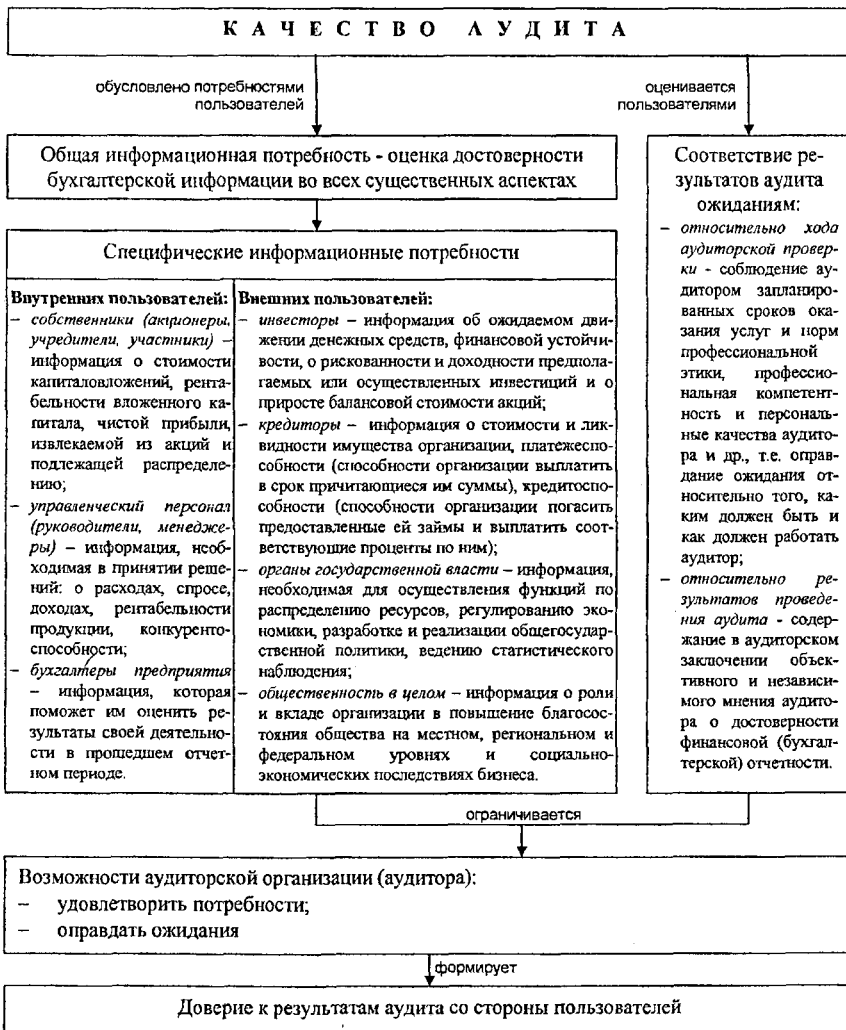 КАЧЕСТВО АУДИТА
обусловлено потребностями
пользователей
оценивается
пользователями
Общая информационная потребность - оценка достоверности
бухгалтерской информации во всех существенных аспектах
Специфические информационные потребности
Внутренних пользователей:
– собственники (акционеры,
учредители, участники) –
информация о стоимости
капиталовложений, рента-
бельности вложенного ка-
питала, чистой прибыли,
извлекаемой из акций и
подлежащей распределе-
нию;
– управленческий персонал
(руководители, менедже-
ры) – информация, необ-
ходимая в принятии реше-
ний: о расходах, спросе,
доходах, рентабельности
продукции, конкуренто-
способности;
– бухгалтеры предприятия
– информация, которая
поможет им оценить ре-
зультаты своей деятельно-
сти в прошедшем отчет-
ном периоде.
Внешних пользователей:
– инвесторы – информация об ожидаемом дви-
жении денежных средств, финансовой устойчи-
вости, о рискованности и доходности предпола-
гаемых или осуществленных инвестиций и о
приросте балансовой стоимости акций;
– кредиторы – информация о стоимости и лик-
видности имущества организации, платежеспо-
собности (способности организации выплатить
в срок причитающиеся им суммы), кредитоспо-
собности (способности организации погасить
предоставленные ей займы и выплатить соот-
ветствующие проценты по ним);
– органы государственной власти – информация,
необходимая для осуществления функций по
распределению ресурсов, регулированию эко-
номики, разработке и реализации общегосудар-
ственной политики, ведению статистического
наблюдения;
– общественность в целом – информация о роли
и вкладе организации в повышение благосос-
тояния общества на местном, региональном и
федеральном уровнях и социально-
экономических последствиях бизнеса.
Соответствие ре-
зультатов аудита
ожиданиям:
– относительно хода
аудиторской провер-
ки - соблюдение ау-
дитором запланиро-
ванных сроков ока-
зания услуг и норм
профессиональной
этики, профессио-
нальная компетент-
ность и персональ-
ные качества аудито-
ра и др., т.е. оправ-
дание ожидания от-
носительно того, ка-
ким должен быть и
как должен работать
аудитор;
– относительно ре-
зультатов проведе-
ния аудита - содер-
жание в аудиторском
заключении объек-
тивного и независи-
мого мнения аудито-
ра о достоверности
финансовой (бухгал-
терской) отчетности.
ограничивается
Возможности аудиторской организации (аудитора):
– удовлетворить потребности;
– оправдать ожидания
формирует
Доверие к результатам аудита со стороны пользователей